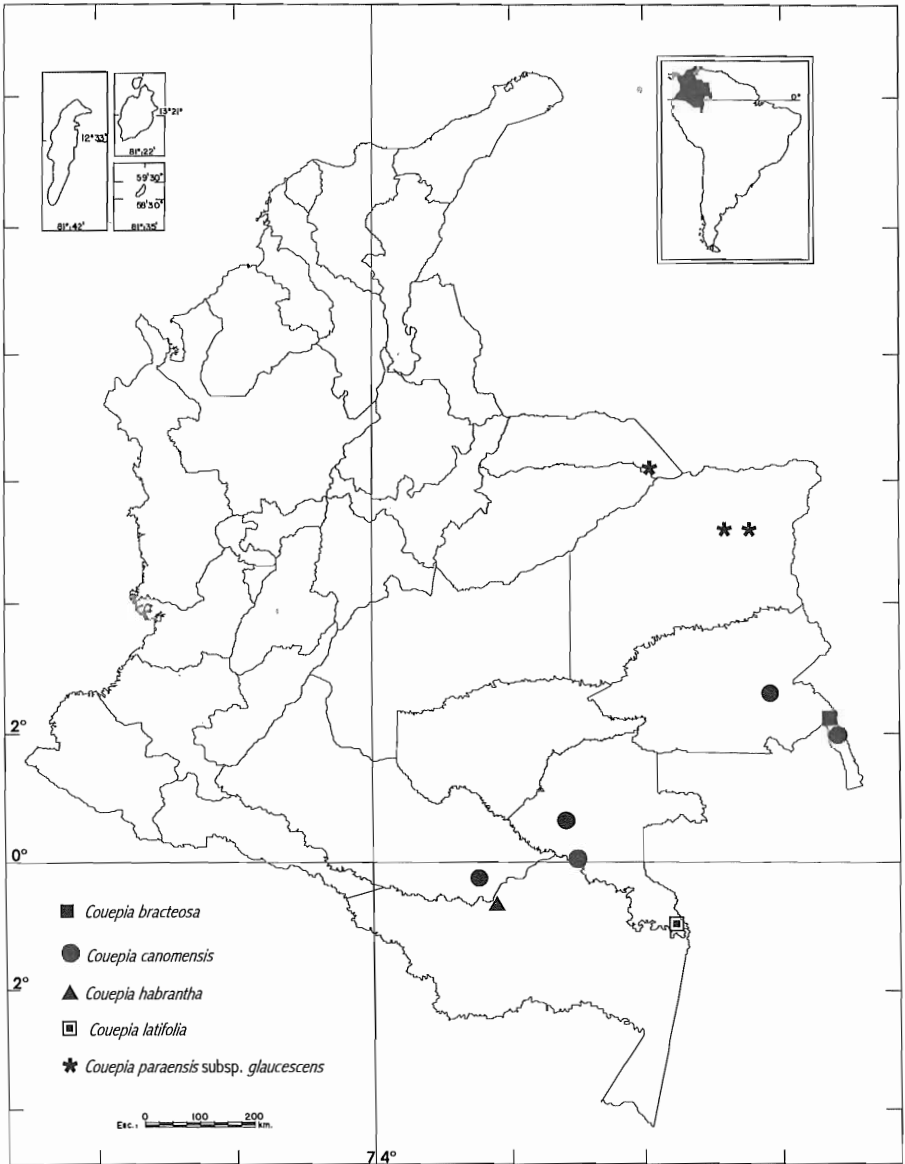 12°33'
81°42'
13°21'
81°22'
59'30"
58'30"
81°35'
0°
2°
0°
2°
Couepia bracteosa
Couepia canomensis
Couepia habrantha
Couepia latifolia
Couepia paraensis subsp. glaucescens
Esc.: 0 100 200 km.
74°